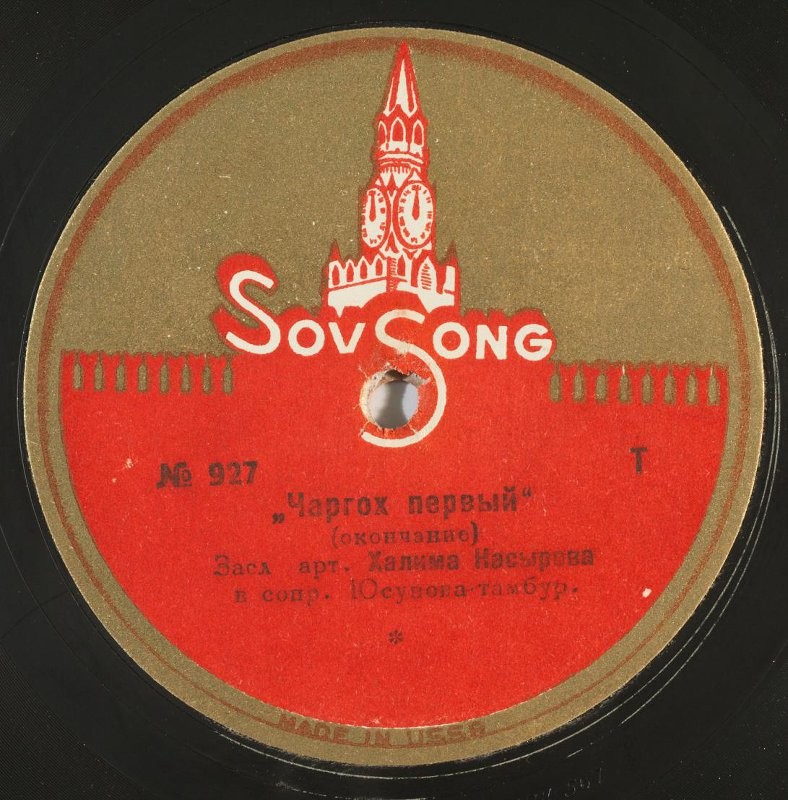 SOVSONG
№ 927
Т
„Чаргох первый“
(окончание)
Засл арт. Халима Насырова
в сопр. Юсупова-тамбур.
*
MADE IN USSR